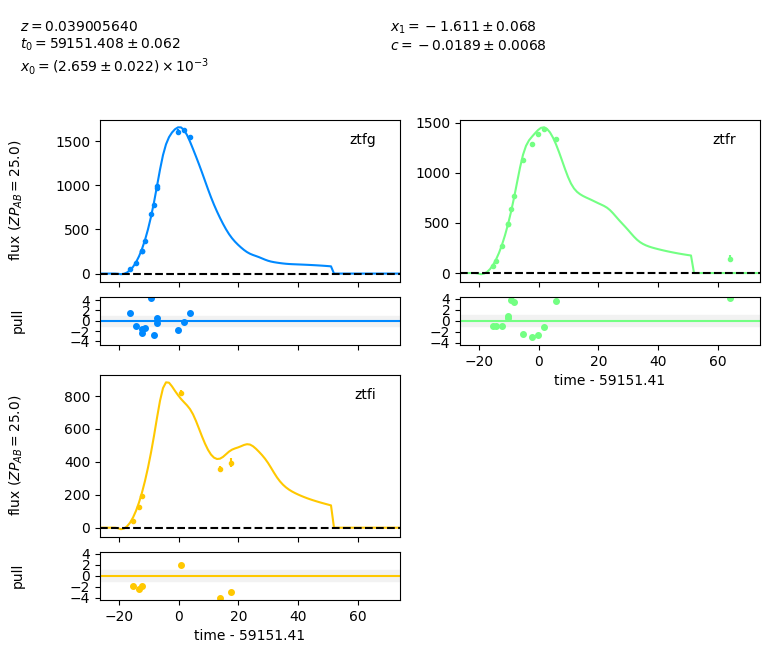 z = 0.039005640
t₀ = 59151.408 ± 0.062
x₀ = (2.659 ± 0.022) × 10⁻³
x₁ = −1.611 ± 0.068
c = −0.0189 ± 0.0068
flux (ZP_AB = 25.0)
1500
1000
500
0
ztfg
1500
1000
500
0
ztfr
pull
4
2
0
−2
−4
4
2
0
−2
−4
−20 0 20 40 60
time - 59151.41
flux (ZP_AB = 25.0)
800
600
400
200
0
ztfi
pull
4
2
0
−2
−4
−20 0 20 40 60
time - 59151.41